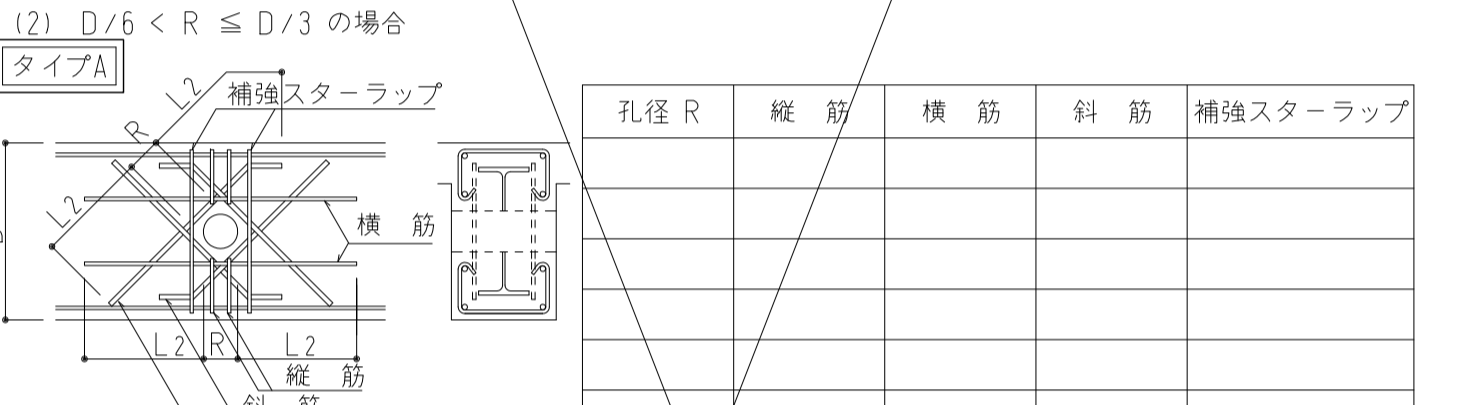 (2) D/6 < R ≦ D/3 の場合
タイプA
L2
補強スターラップ
R
L2
横 筋
L2 R L2
縦 筋
斜 筋
孔径 R 縦 筋 横 筋 斜 筋 補強スターラップ